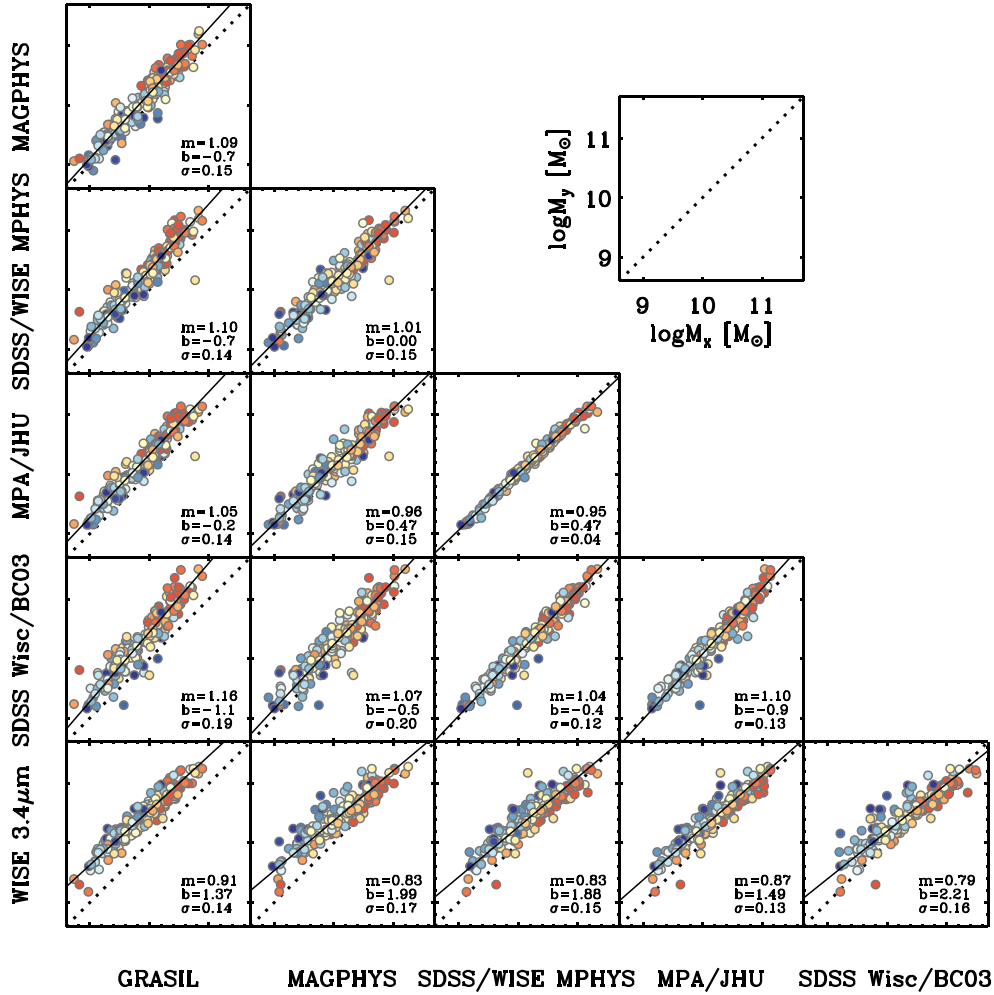 MAGPHYS
m=1.09
b=−0.7
σ=0.15
logM_y [M_⊙]
11
10
9
9 10 11
logM_x [M_⊙]
SDSS/WISE MPHYS
m=1.10
b=−0.7
σ=0.14
m=1.01
b=0.00
σ=0.15
MPA/JHU
m=1.05
b=−0.2
σ=0.14
m=0.96
b=0.47
σ=0.15
m=0.95
b=0.47
σ=0.04
SDSS Wisc/BC03
m=1.16
b=−1.1
σ=0.19
m=1.07
b=−0.5
σ=0.20
m=1.04
b=−0.4
σ=0.12
m=1.10
b=−0.9
σ=0.13
WISE 3.4μm
m=0.91
b=1.37
σ=0.14
m=0.83
b=1.99
σ=0.17
m=0.83
b=1.88
σ=0.15
m=0.87
b=1.49
σ=0.13
m=0.79
b=2.21
σ=0.16
GRASIL
MAGPHYS
SDSS/WISE MPHYS
MPA/JHU
SDSS Wisc/BC03